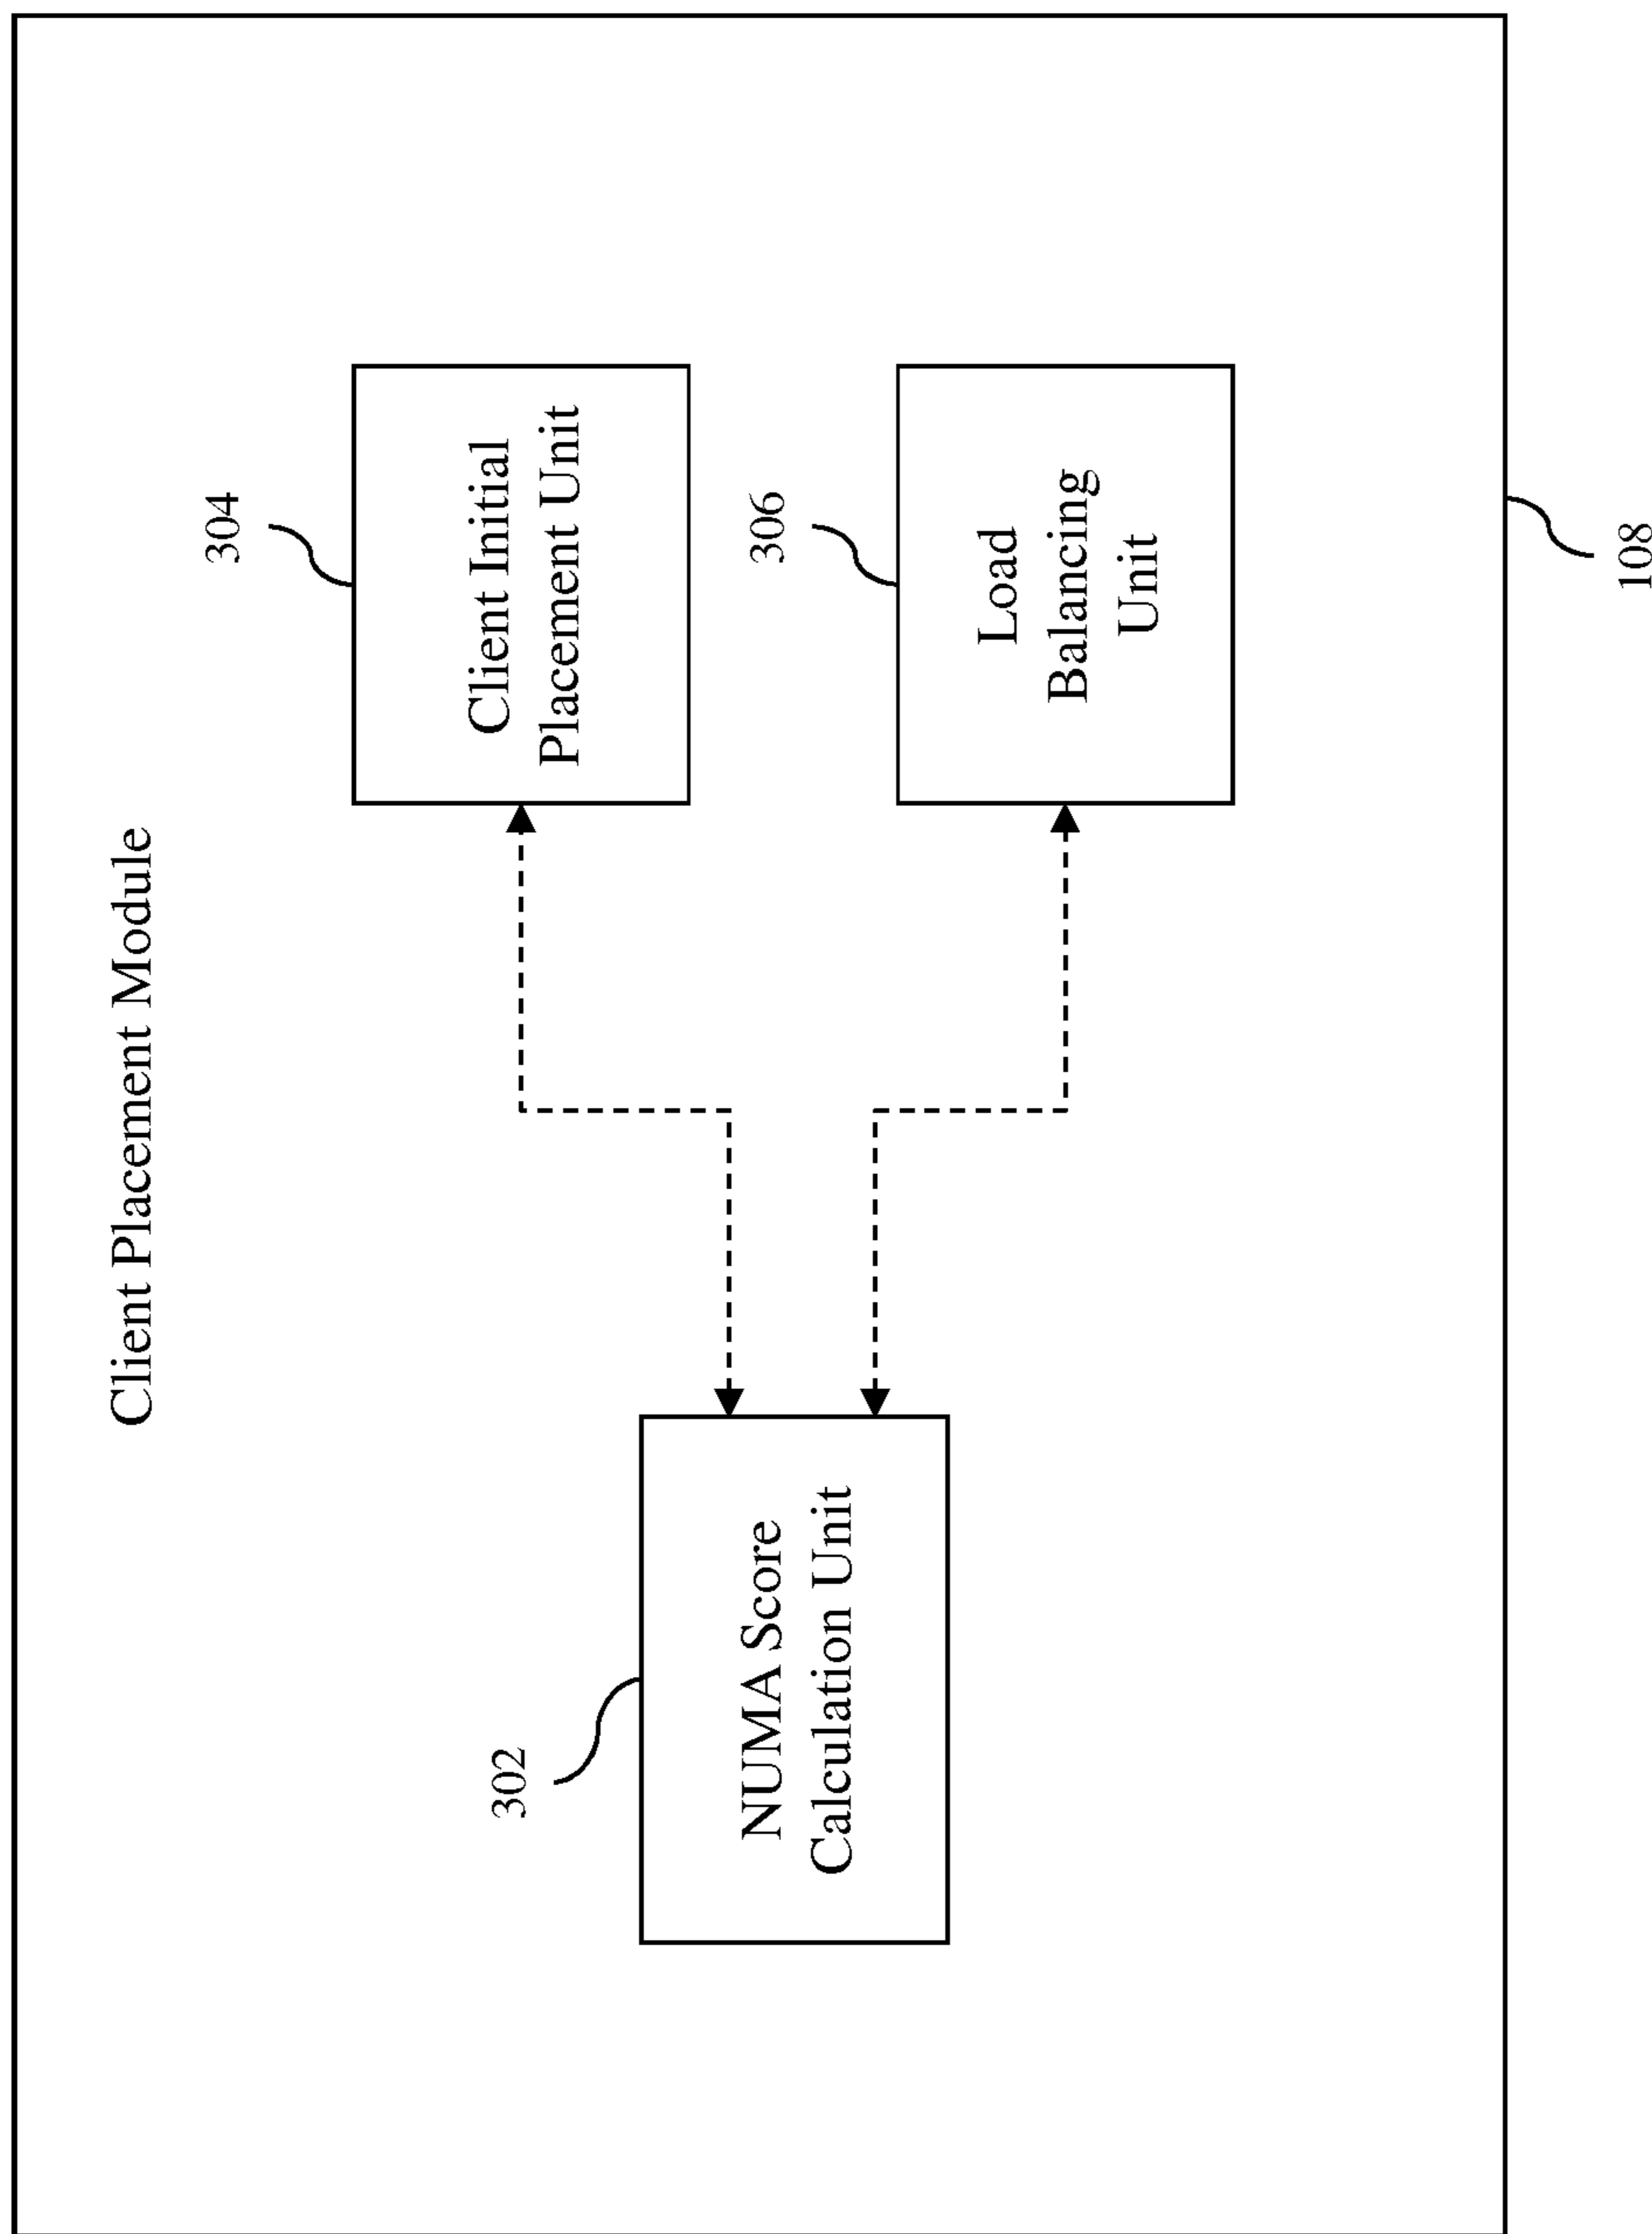 Client Placement Module
302
NUMA Score
Calculation Unit
304
Client Initial
Placement Unit
306
Load
Balancing
Unit
108